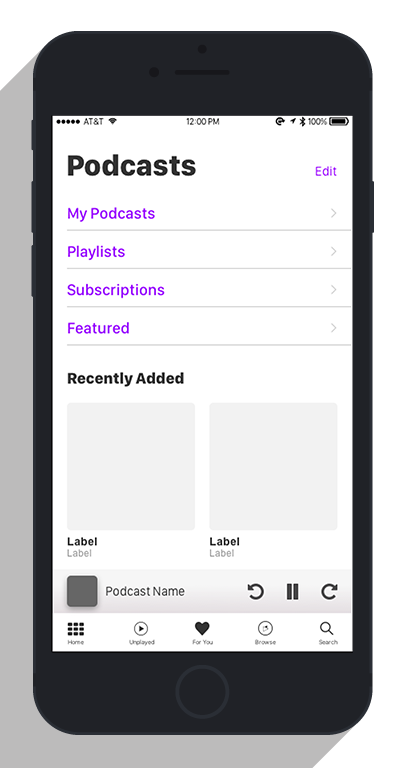 AT&T 12:00 PM 100%
Podcasts
Edit
My Podcasts
Playlists
Subscriptions
Featured
Recently Added
Label Label
Label Label
Podcast Name
Home Unplayed For You Browse Search